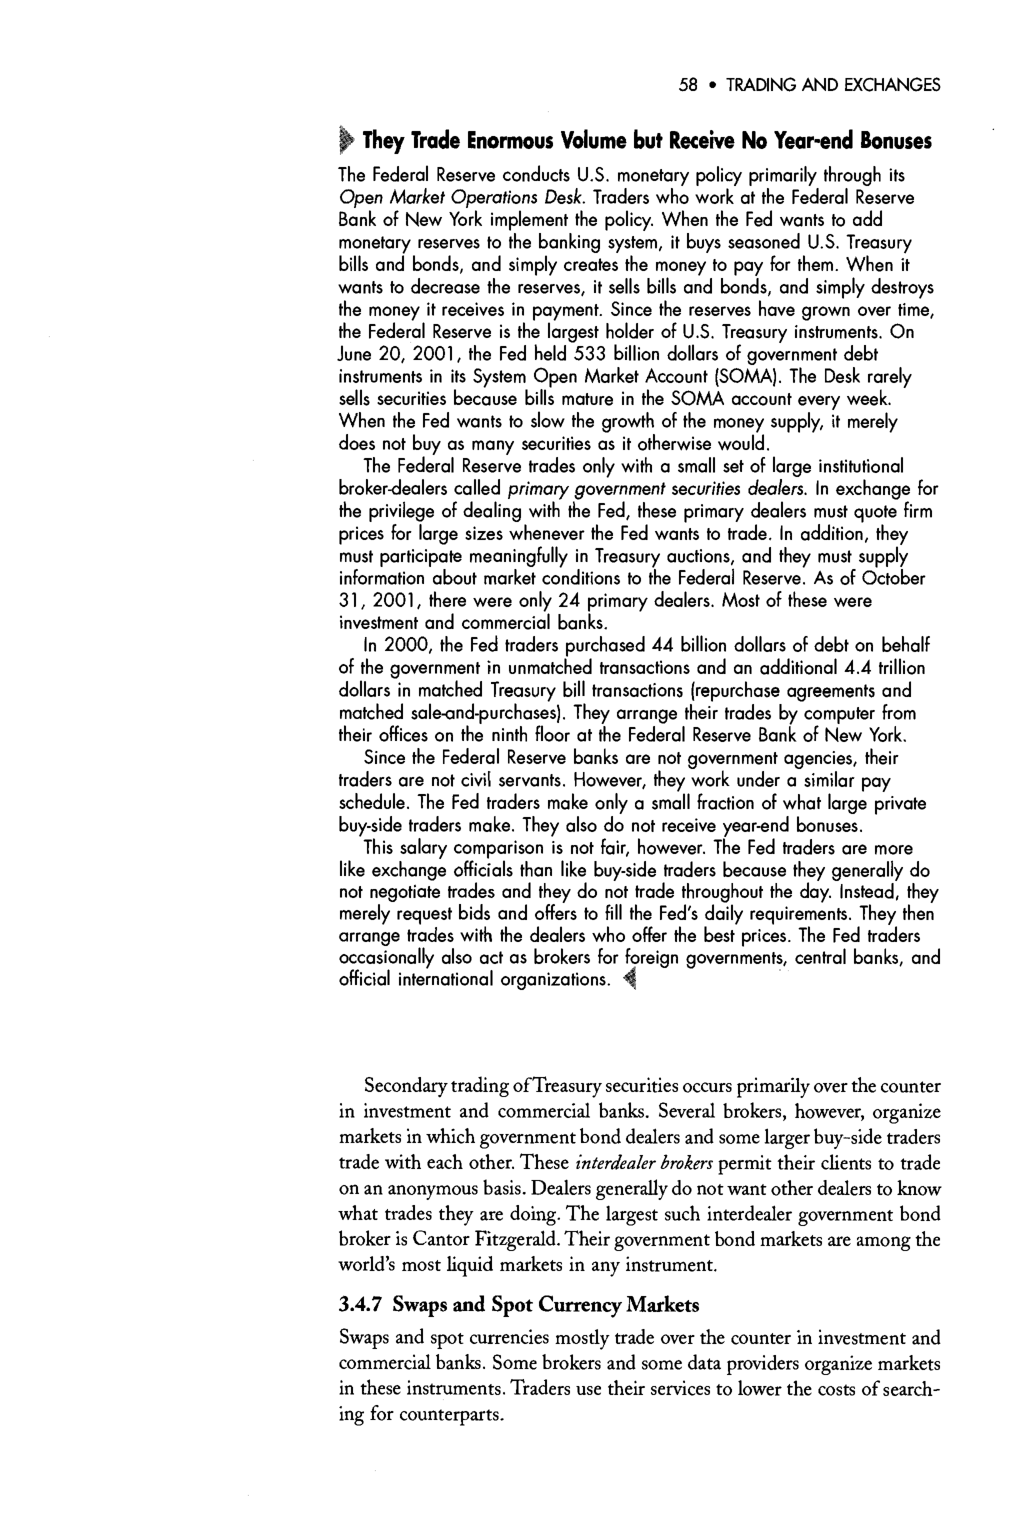 58 • TRADING AND EXCHANGES
They Trade Enormous Volume but Receive No Year-end Bonuses
The Federal Reserve conducts U.S. monetary policy primarily through its
Open Market Operations Desk. Traders who work at the Federal Reserve
Bank of New York implement the policy. When the Fed wants to add
monetary reserves to the banking system, it buys seasoned U.S. Treasury
bills and bonds, and simply creates the money to pay for them. When it
wants to decrease the reserves, it sells bills and bonds, and simply destroys
the money it receives in payment. Since the reserves have grown over time,
the Federal Reserve is the largest holder of U.S. Treasury instruments. On
June 20, 2001, the Fed held 533 billion dollars of government debt
instruments in its System Open Market Account (SOMA). The Desk rarely
sells securities because bills mature in the SOMA account every week.
When the Fed wants to slow the growth of the money supply, it merely
does not buy as many securities as it otherwise would.
The Federal Reserve trades only with a small set of large institutional
broker-dealers called primary government securities dealers. In exchange for
the privilege of dealing with the Fed, these primary dealers must quote firm
prices for large sizes whenever the Fed wants to trade. In addition, they
must participate meaningfully in Treasury auctions, and they must supply
information about market conditions to the Federal Reserve. As of October
31, 2001, there were only 24 primary dealers. Most of these were
investment and commercial banks.
In 2000, the Fed traders purchased 44 billion dollars of debt on behalf
of the government in unmatched transactions and an additional 4.4 trillion
dollars in matched Treasury bill transactions (repurchase agreements and
matched sale-and-purchases). They arrange their trades by computer from
their offices on the ninth floor at the Federal Reserve Bank of New York.
Since the Federal Reserve banks are not government agencies, their
traders are not civil servants. However, they work under a similar pay
schedule. The Fed traders make only a small fraction of what large private
buy-side traders make. They also do not receive year-end bonuses.
This salary comparison is not fair, however. The Fed traders are more
like exchange officials than like buy-side traders because they generally do
not negotiate trades and they do not trade throughout the day. Instead, they
merely request bids and offers to fill the Fed's daily requirements. They then
arrange trades with the dealers who offer the best prices. The Fed traders
occasionally also act as brokers for foreign governments, central banks, and
official international organizations.
Secondary trading of Treasury securities occurs primarily over the counter
in investment and commercial banks. Several brokers, however, organize
markets in which government bond dealers and some larger buy-side traders
trade with each other. These interdealer brokers permit their clients to trade
on an anonymous basis. Dealers generally do not want other dealers to know
what trades they are doing. The largest such interdealer government bond
broker is Cantor Fitzgerald. Their government bond markets are among the
world's most liquid markets in any instrument.
3.4.7 Swaps and Spot Currency Markets
Swaps and spot currencies mostly trade over the counter in investment and
commercial banks. Some brokers and some data providers organize markets
in these instruments. Traders use their services to lower the costs of search-
ing for counterparts.